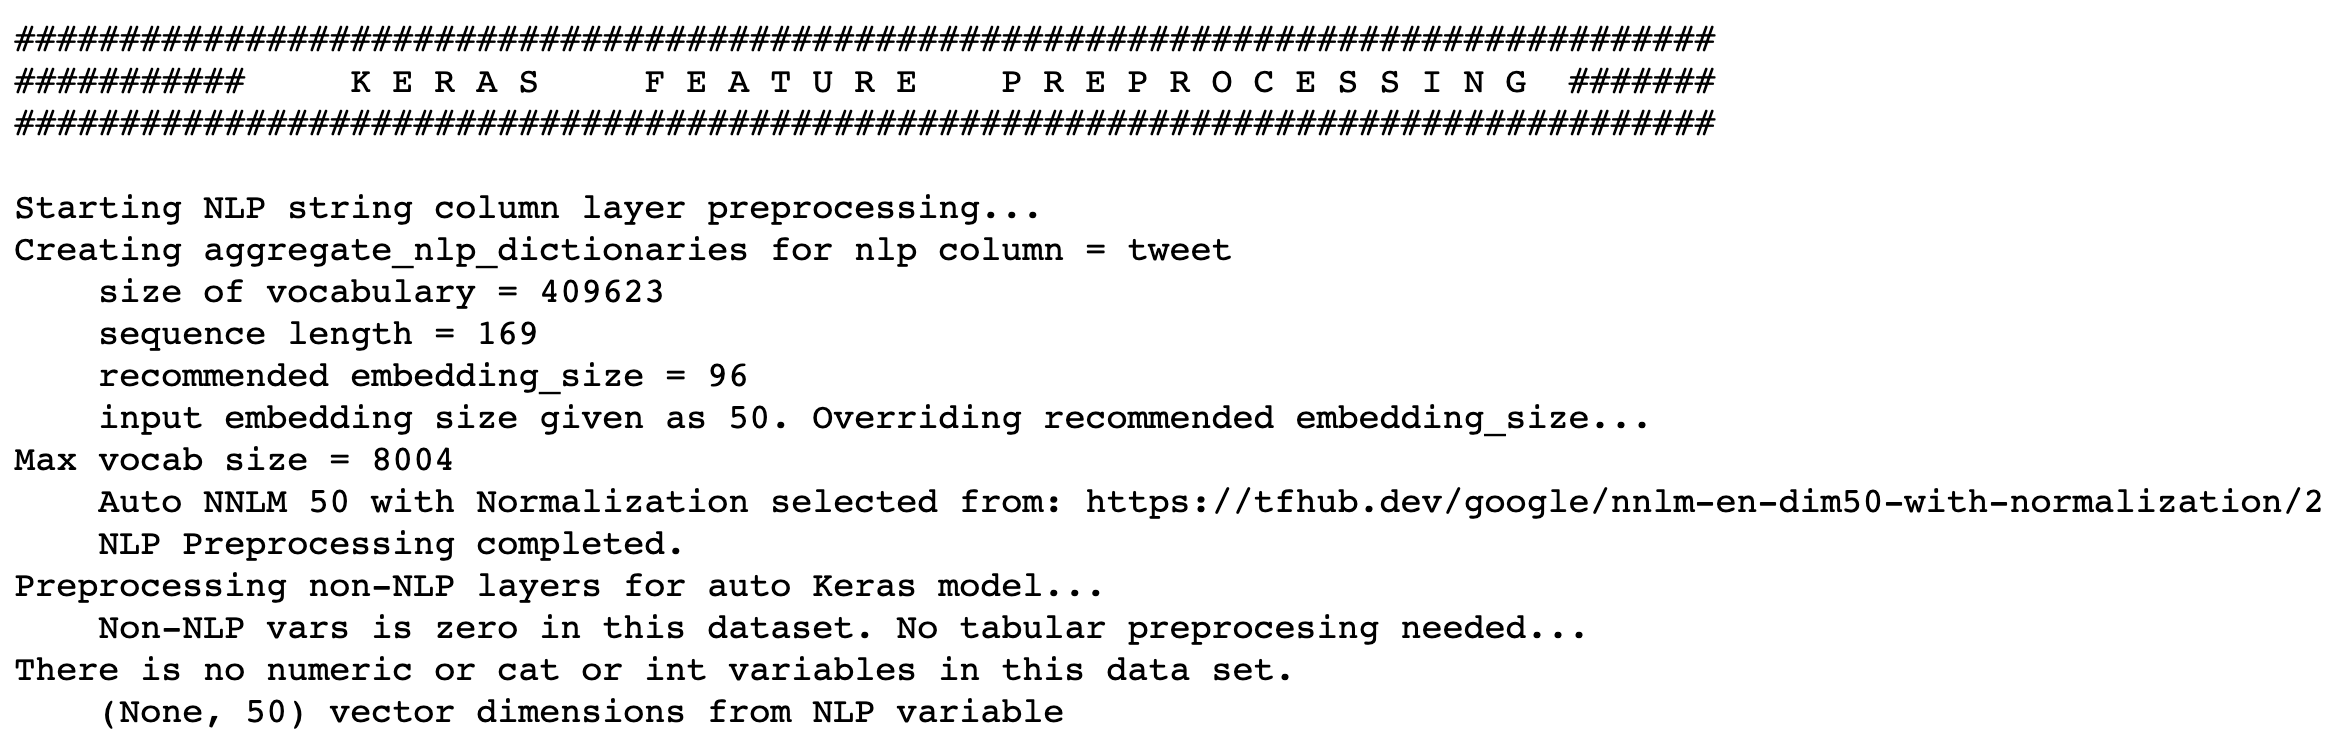 #################################################################################
###########     K E R A S     F E A T U R E    P R E P R O C E S S I N G  #######
#################################################################################
Starting NLP string column layer preprocessing...
Creating aggregate_nlp_dictionaries for nlp column = tweet
    size of vocabulary = 409623
    sequence length = 169
    recommended embedding_size = 96
    input embedding size given as 50. Overriding recommended embedding_size...
Max vocab size = 8004
    Auto NNLM 50 with Normalization selected from: https://tfhub.dev/google/nnlm-en-dim50-with-normalization/2
    NLP Preprocessing completed.
Preprocessing non-NLP layers for auto Keras model...
    Non-NLP vars is zero in this dataset. No tabular preprocesing needed...
There is no numeric or cat or int variables in this data set.
    (None, 50) vector dimensions from NLP variable